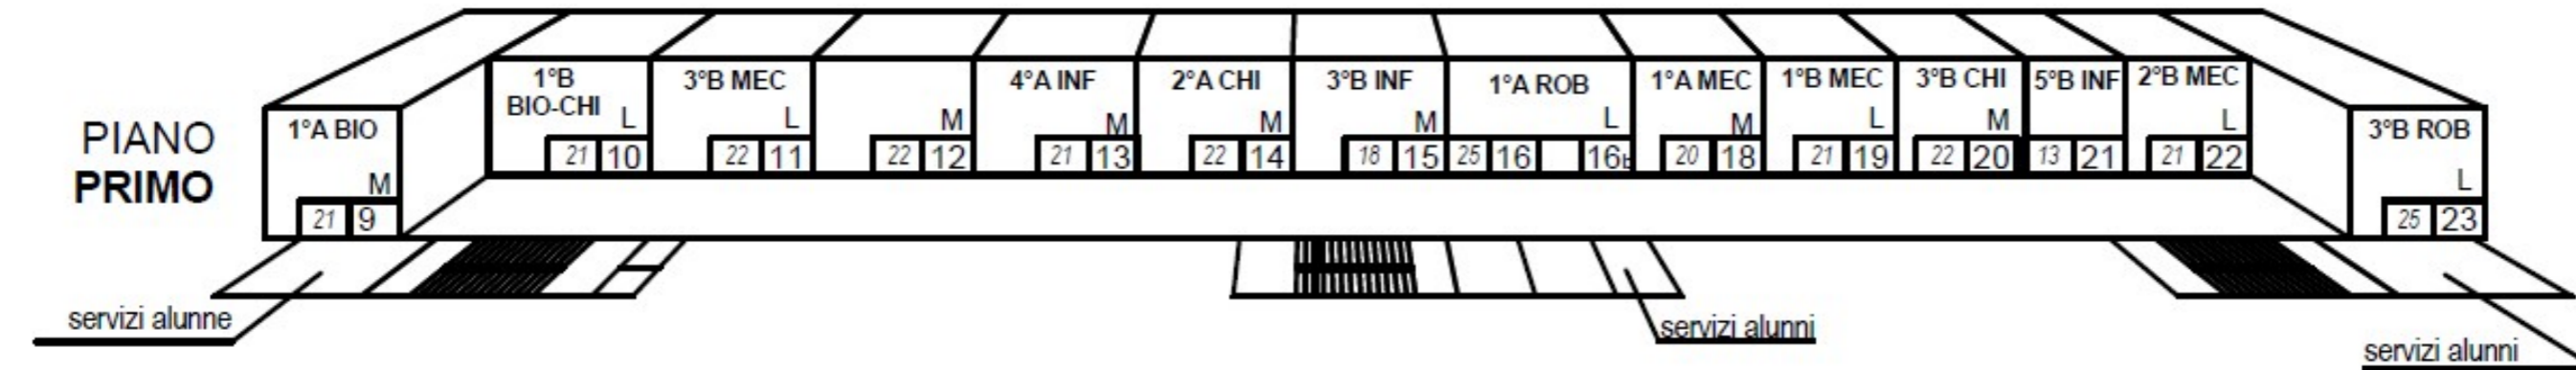 PIANO
PRIMO
1°A BIO
M
21 9
1°B
BIO-CHI
L
21 10
3°B MEC
L
22 11
M
22 12
4°A INF
M
21 13
2°A CHI
M
22 14
3°B INF
M
18 15
1°A ROB
L
25 16 16b
1°A MEC
M
20 18
1°B MEC
L
21 19
3°B CHI
M
22 20
5°B INF
13 21
2°B MEC
L
21 22
3°B ROB
L
25 23
servizi alunne
servizi alunni
servizi alunni